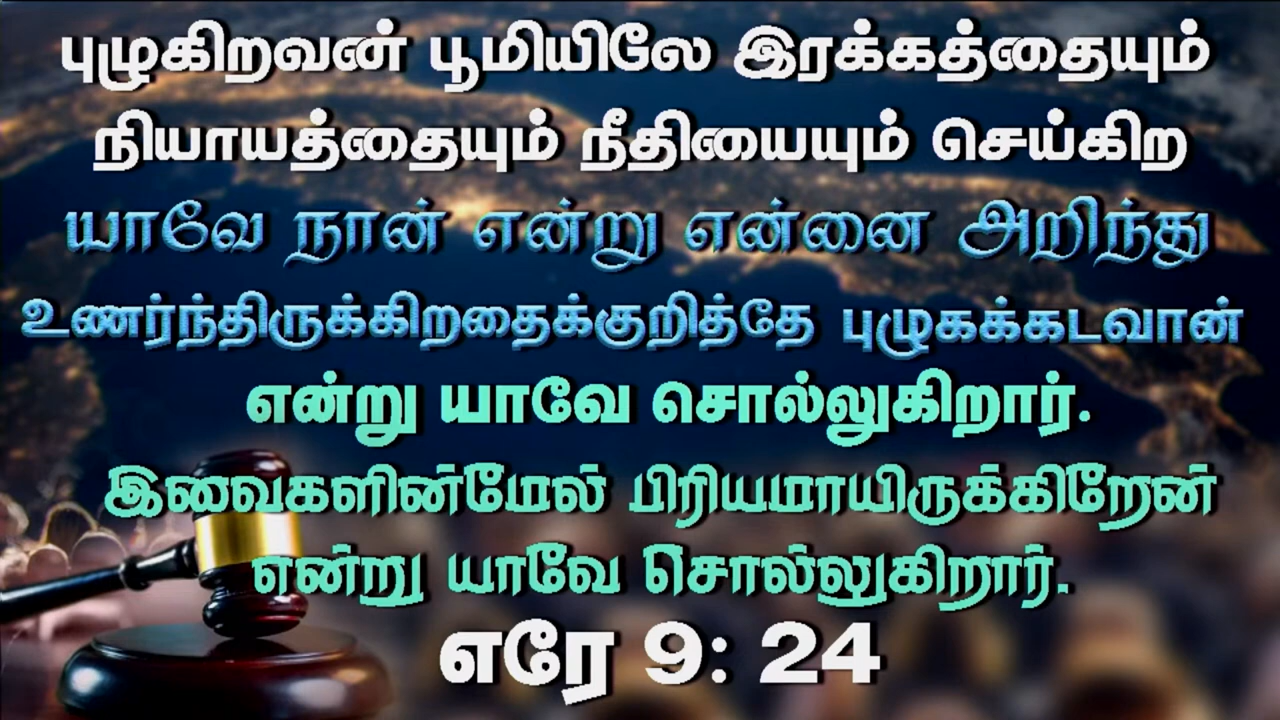 புழுகிறவன் பூமியிலே இரக்கத்தையும்
நியாயத்தையும் நீதியையும் செய்கிற
யாவே நான் என்று என்னை அறிந்து
உணர்ந்திருக்கிறதைக்குறித்தே புழுகக்கடவான்
என்று யாவே சொல்லுகிறார்.
இவைகளின்மேல் பிரியமாயிருக்கிறேன்
என்று யாவே சொல்லுகிறார்.
எரே 9: 24